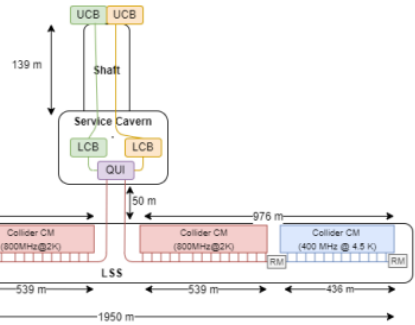 UCB UCB
139 m
Shaft
Service Cavern
LCB LCB
QUI
50 m
976 m
Collider CM
(800MHz@2K)
Collider CM
(800MHz@2K)
Collider CM
(400 MHz @ 4.5 K)
RM
RM
LSS
539 m
539 m
436 m
1950 m